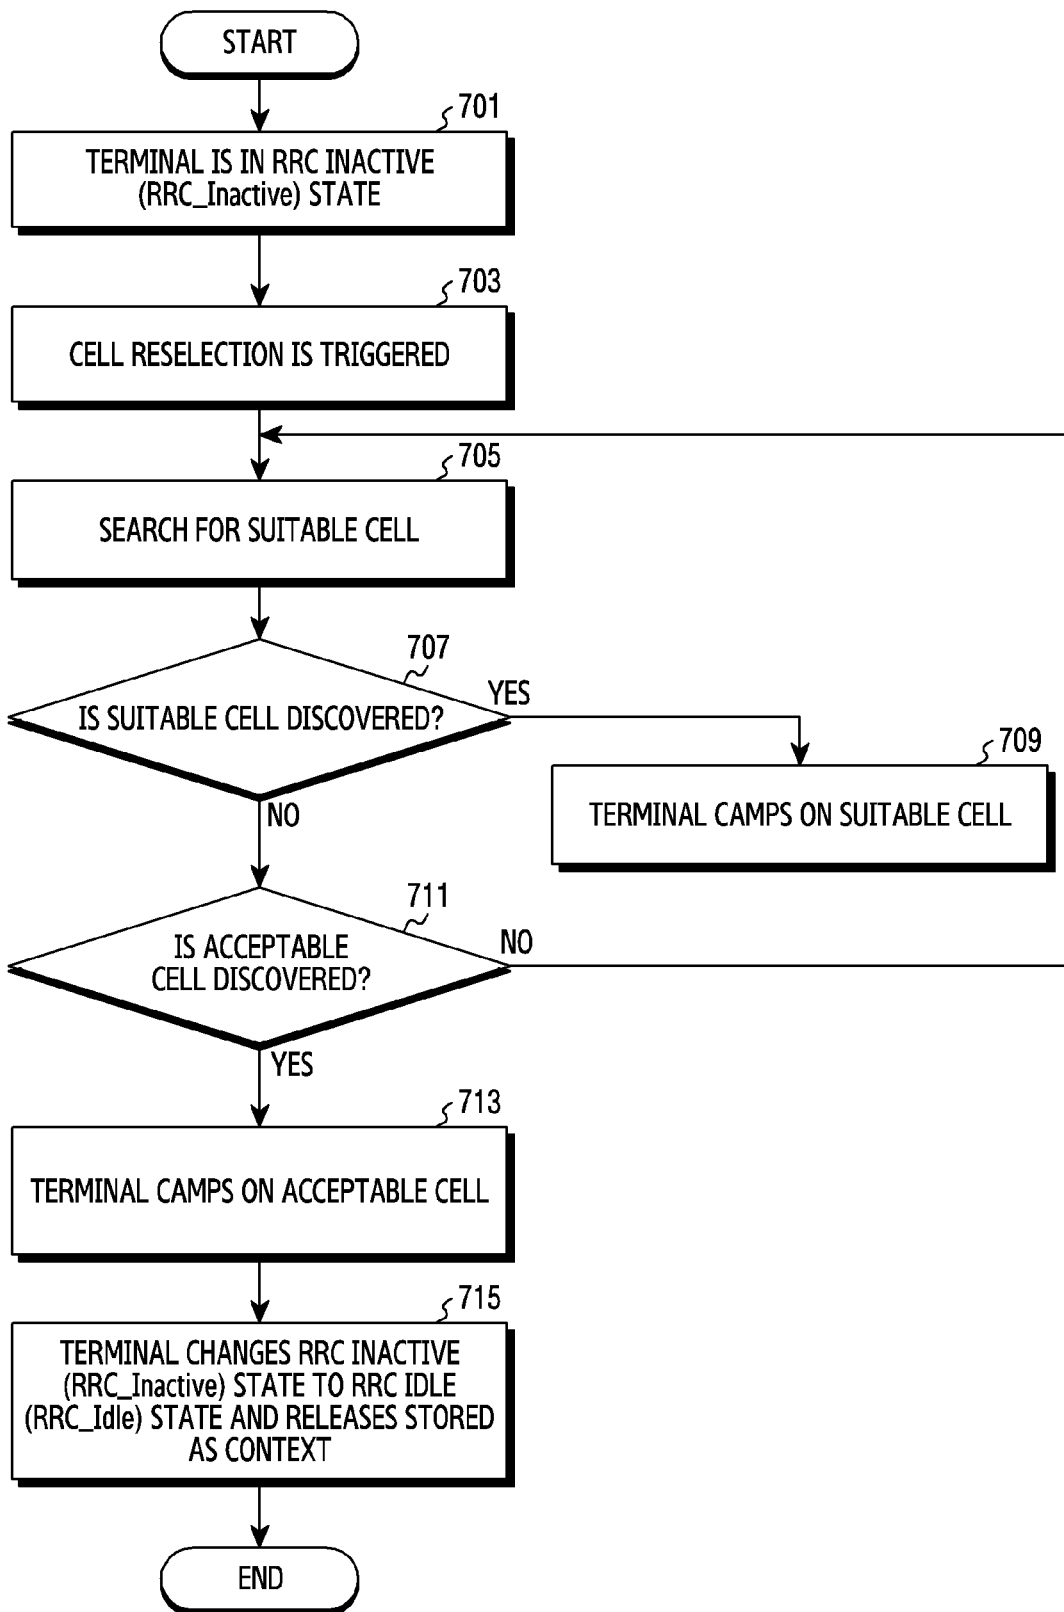 START
701
TERMINAL IS IN RRC INACTIVE
(RRC_Inactive) STATE
703
CELL RESELECTION IS TRIGGERED
705
SEARCH FOR SUITABLE CELL
707
IS SUITABLE CELL DISCOVERED?
YES
709
TERMINAL CAMPS ON SUITABLE CELL
NO
711
IS ACCEPTABLE
CELL DISCOVERED?
NO
YES
713
TERMINAL CAMPS ON ACCEPTABLE CELL
715
TERMINAL CHANGES RRC INACTIVE
(RRC_Inactive) STATE TO RRC IDLE
(RRC_Idle) STATE AND RELEASES STORED
AS CONTEXT
END